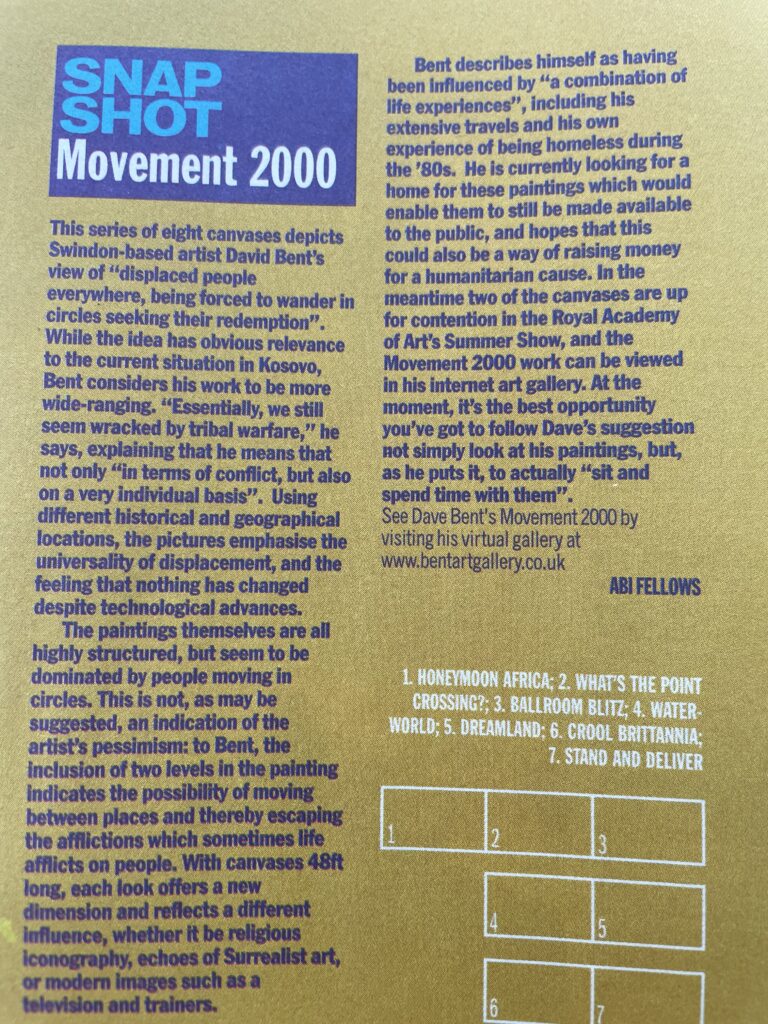 SNAP
SHOT
Movement 2000
This series of eight canvases depicts
Swindon-based artist David Bent's
view of "displaced people
everywhere, being forced to wander in
circles seeking their redemption".
While the idea has obvious relevance
to the current situation in Kosovo,
Bent considers his work to be more
wide-ranging. "Essentially, we still
seem wracked by tribal warfare," he
says, explaining that he means that
not only "in terms of conflict, but also
on a very individual basis". Using
different historical and geographical
locations, the pictures emphasise the
universality of displacement, and the
feeling that nothing has changed
despite technological advances.
The paintings themselves are all
highly structured, but seem to be
dominated by people moving in
circles. This is not, as may be
suggested, an indication of the
artist's pessimism: to Bent, the
inclusion of two levels in the painting
indicates the possibility of moving
between places and thereby escaping
the afflictions which sometimes life
afflicts on people. With canvases 48ft
long, each look offers a new
dimension and reflects a different
influence, whether it be religious
iconography, echoes of Surrealist art,
or modern images such as a
television and trainers.
Bent describes himself as having
been influenced by "a combination of
life experiences", including his
extensive travels and his own
experience of being homeless during
the '80s. He is currently looking for a
home for these paintings which would
enable them to still be made available
to the public, and hopes that this
could also be a way of raising money
for a humanitarian cause. In the
meantime two of the canvases are up
for contention in the Royal Academy
of Art's Summer Show, and the
Movement 2000 work can be viewed
in his internet art gallery. At the
moment, it's the best opportunity
you've got to follow Dave's suggestion
not simply look at his paintings, but,
as he puts it, to actually "sit and
spend time with them".
See Dave Bent's Movement 2000 by
visiting his virtual gallery at
www.bentartgallery.co.uk
ABI FELLOWS
1. HONEYMOON AFRICA; 2. WHAT'S THE POINT
CROSSING?; 3. BALLROOM BLITZ; 4. WATER-
WORLD; 5. DREAMLAND; 6. CROOL BRITTANNIA;
7. STAND AND DELIVER
1 2 3
4 5
6 7